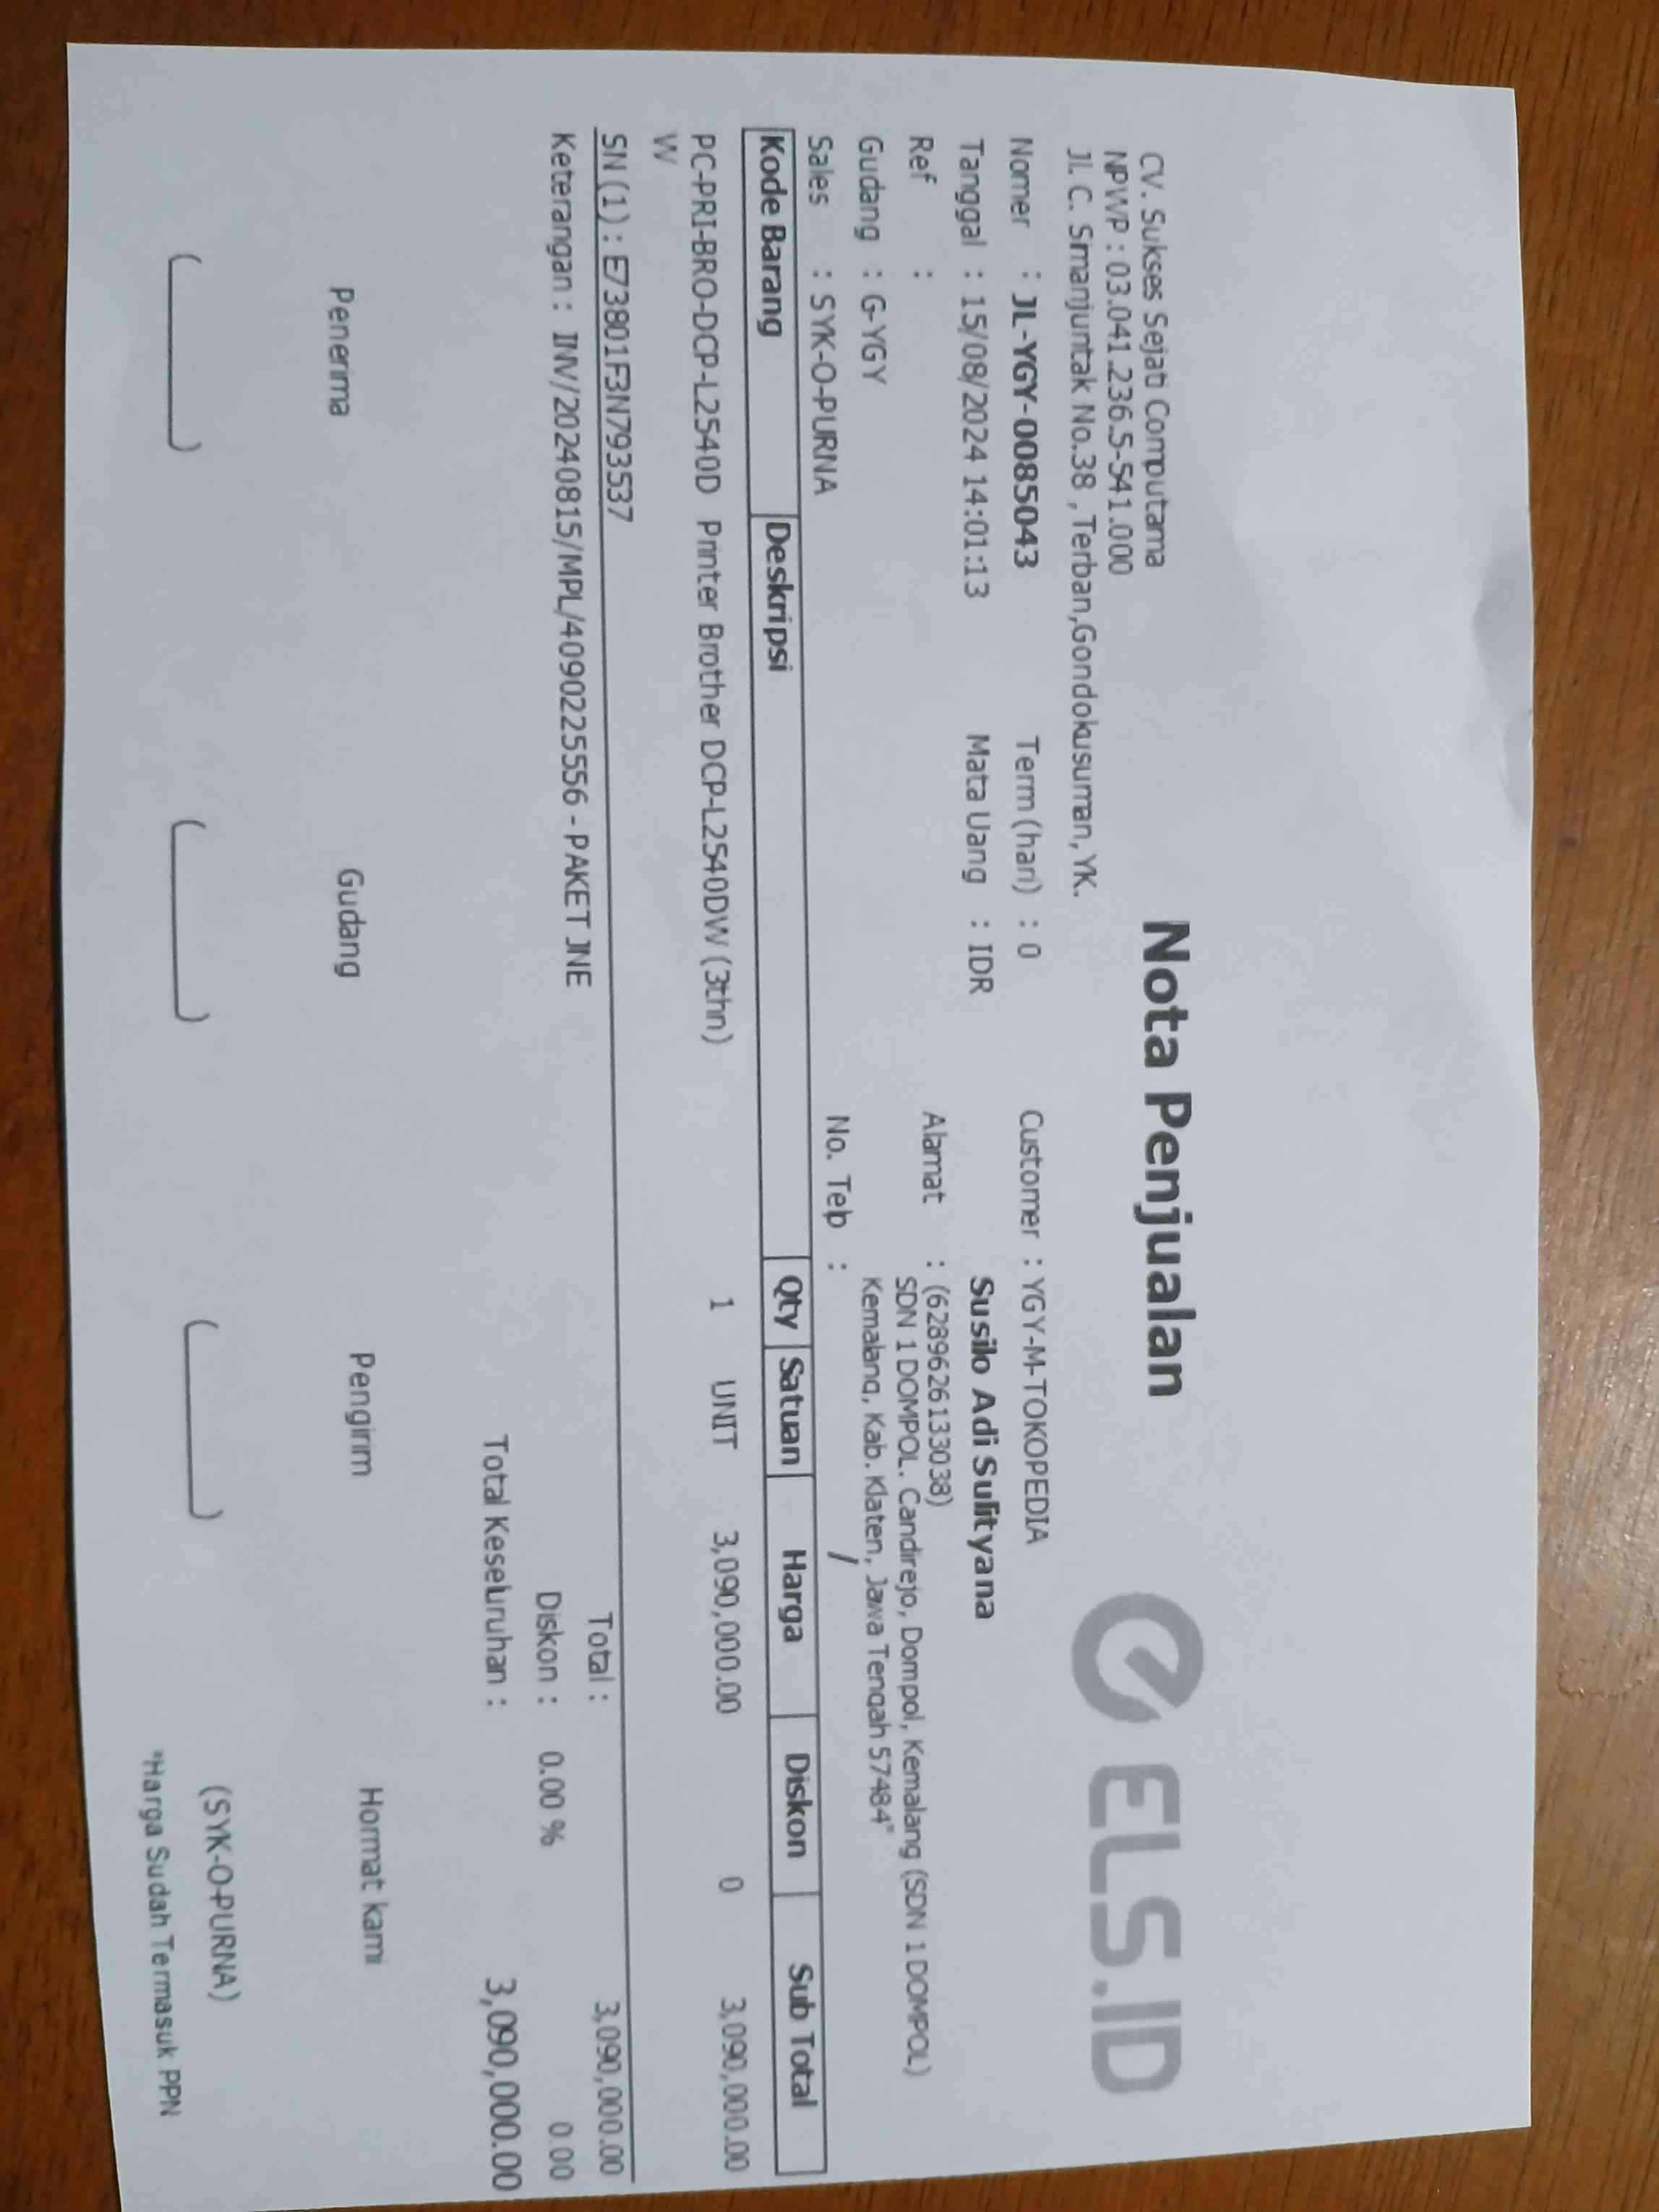 Nota Penjualan
ELS.ID
CV. Sukses Sejati Computama
NPWP : 03.041.236.5-541.000
Jl. C. Smanjuntak No.38 , Terban,Gondokusuman, YK.
Nomer : JL-YGY-0085043
Term (hari) : 0
Customer : YGY-M-TOKOPEDIA
Tanggal : 15/08/2024 14:01:13
Mata Uang : IDR
Susilo Adi Sulityana
Ref :
Alamat : (6289626133038)
SDN 1 DOMPOL. Candirejo, Dompol, Kemalang (SDN 1 DOMPOL)
Gudang : G-YGY
Kemalang, Kab. Klaten, Jawa Tengah 57484"
Sales : SYK-O-PURNA
No. Telp : /
Kode Barang Deskripsi Qty Satuan Harga Diskon Sub Total
PC-PRI-BRO-DCP-L2540D Printer Brother DCP-L2540DW (3thn) 1 UNIT 3,090,000.00 0 3,090,000.00
W
SN (1) : E73801F3N793537
Total : 3,090,000.00
Keterangan : INV/20240815/MPL/4090225556 - PAKET JNE
Diskon : 0.00 % 0.00
Total Keseluruhan : 3,090,000.00
Penerima Gudang Pengirim Hormat kami
( ) ( ) ( ) (SYK-O-PURNA)
*Harga Sudah Termasuk PPN